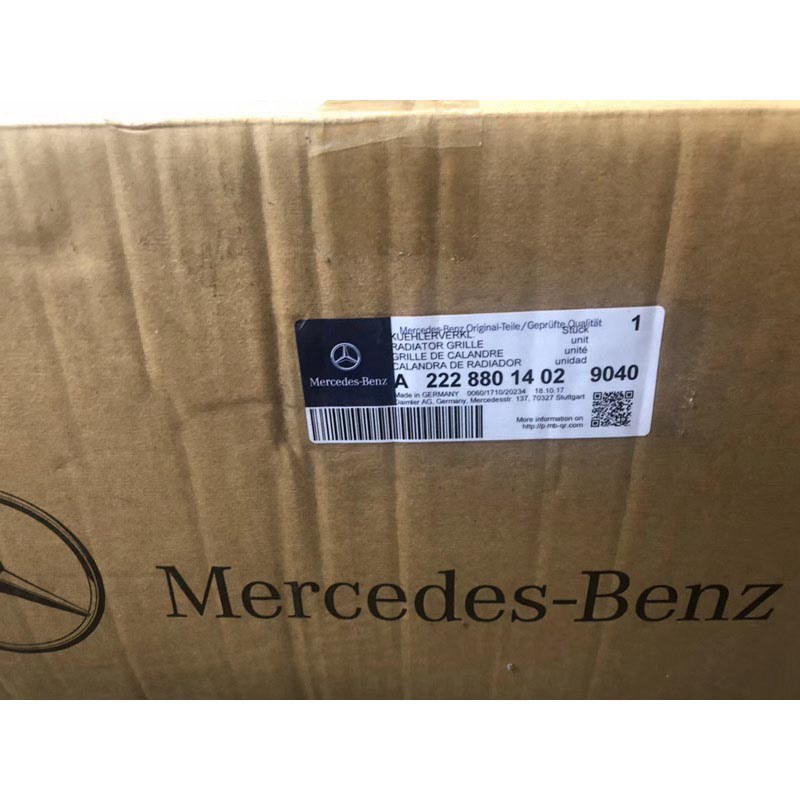 Mercedes-Benz Original-Teile/Geprüfte Qualität
1
KUEHLERVERKL. Stück
RADIATOR GRILLE unit
GRILLE DE CALANDRE unité
CALANDRA DE RADIADOR unidad
Mercedes-Benz
A 222 880 14 02 9040
Made in GERMANY 0060/1710/20234 18.10.17
Daimler AG, Germany, Mercedesstr. 137, 70327 Stuttgart
More information on
http://p.mb-qr.com
Mercedes-Benz